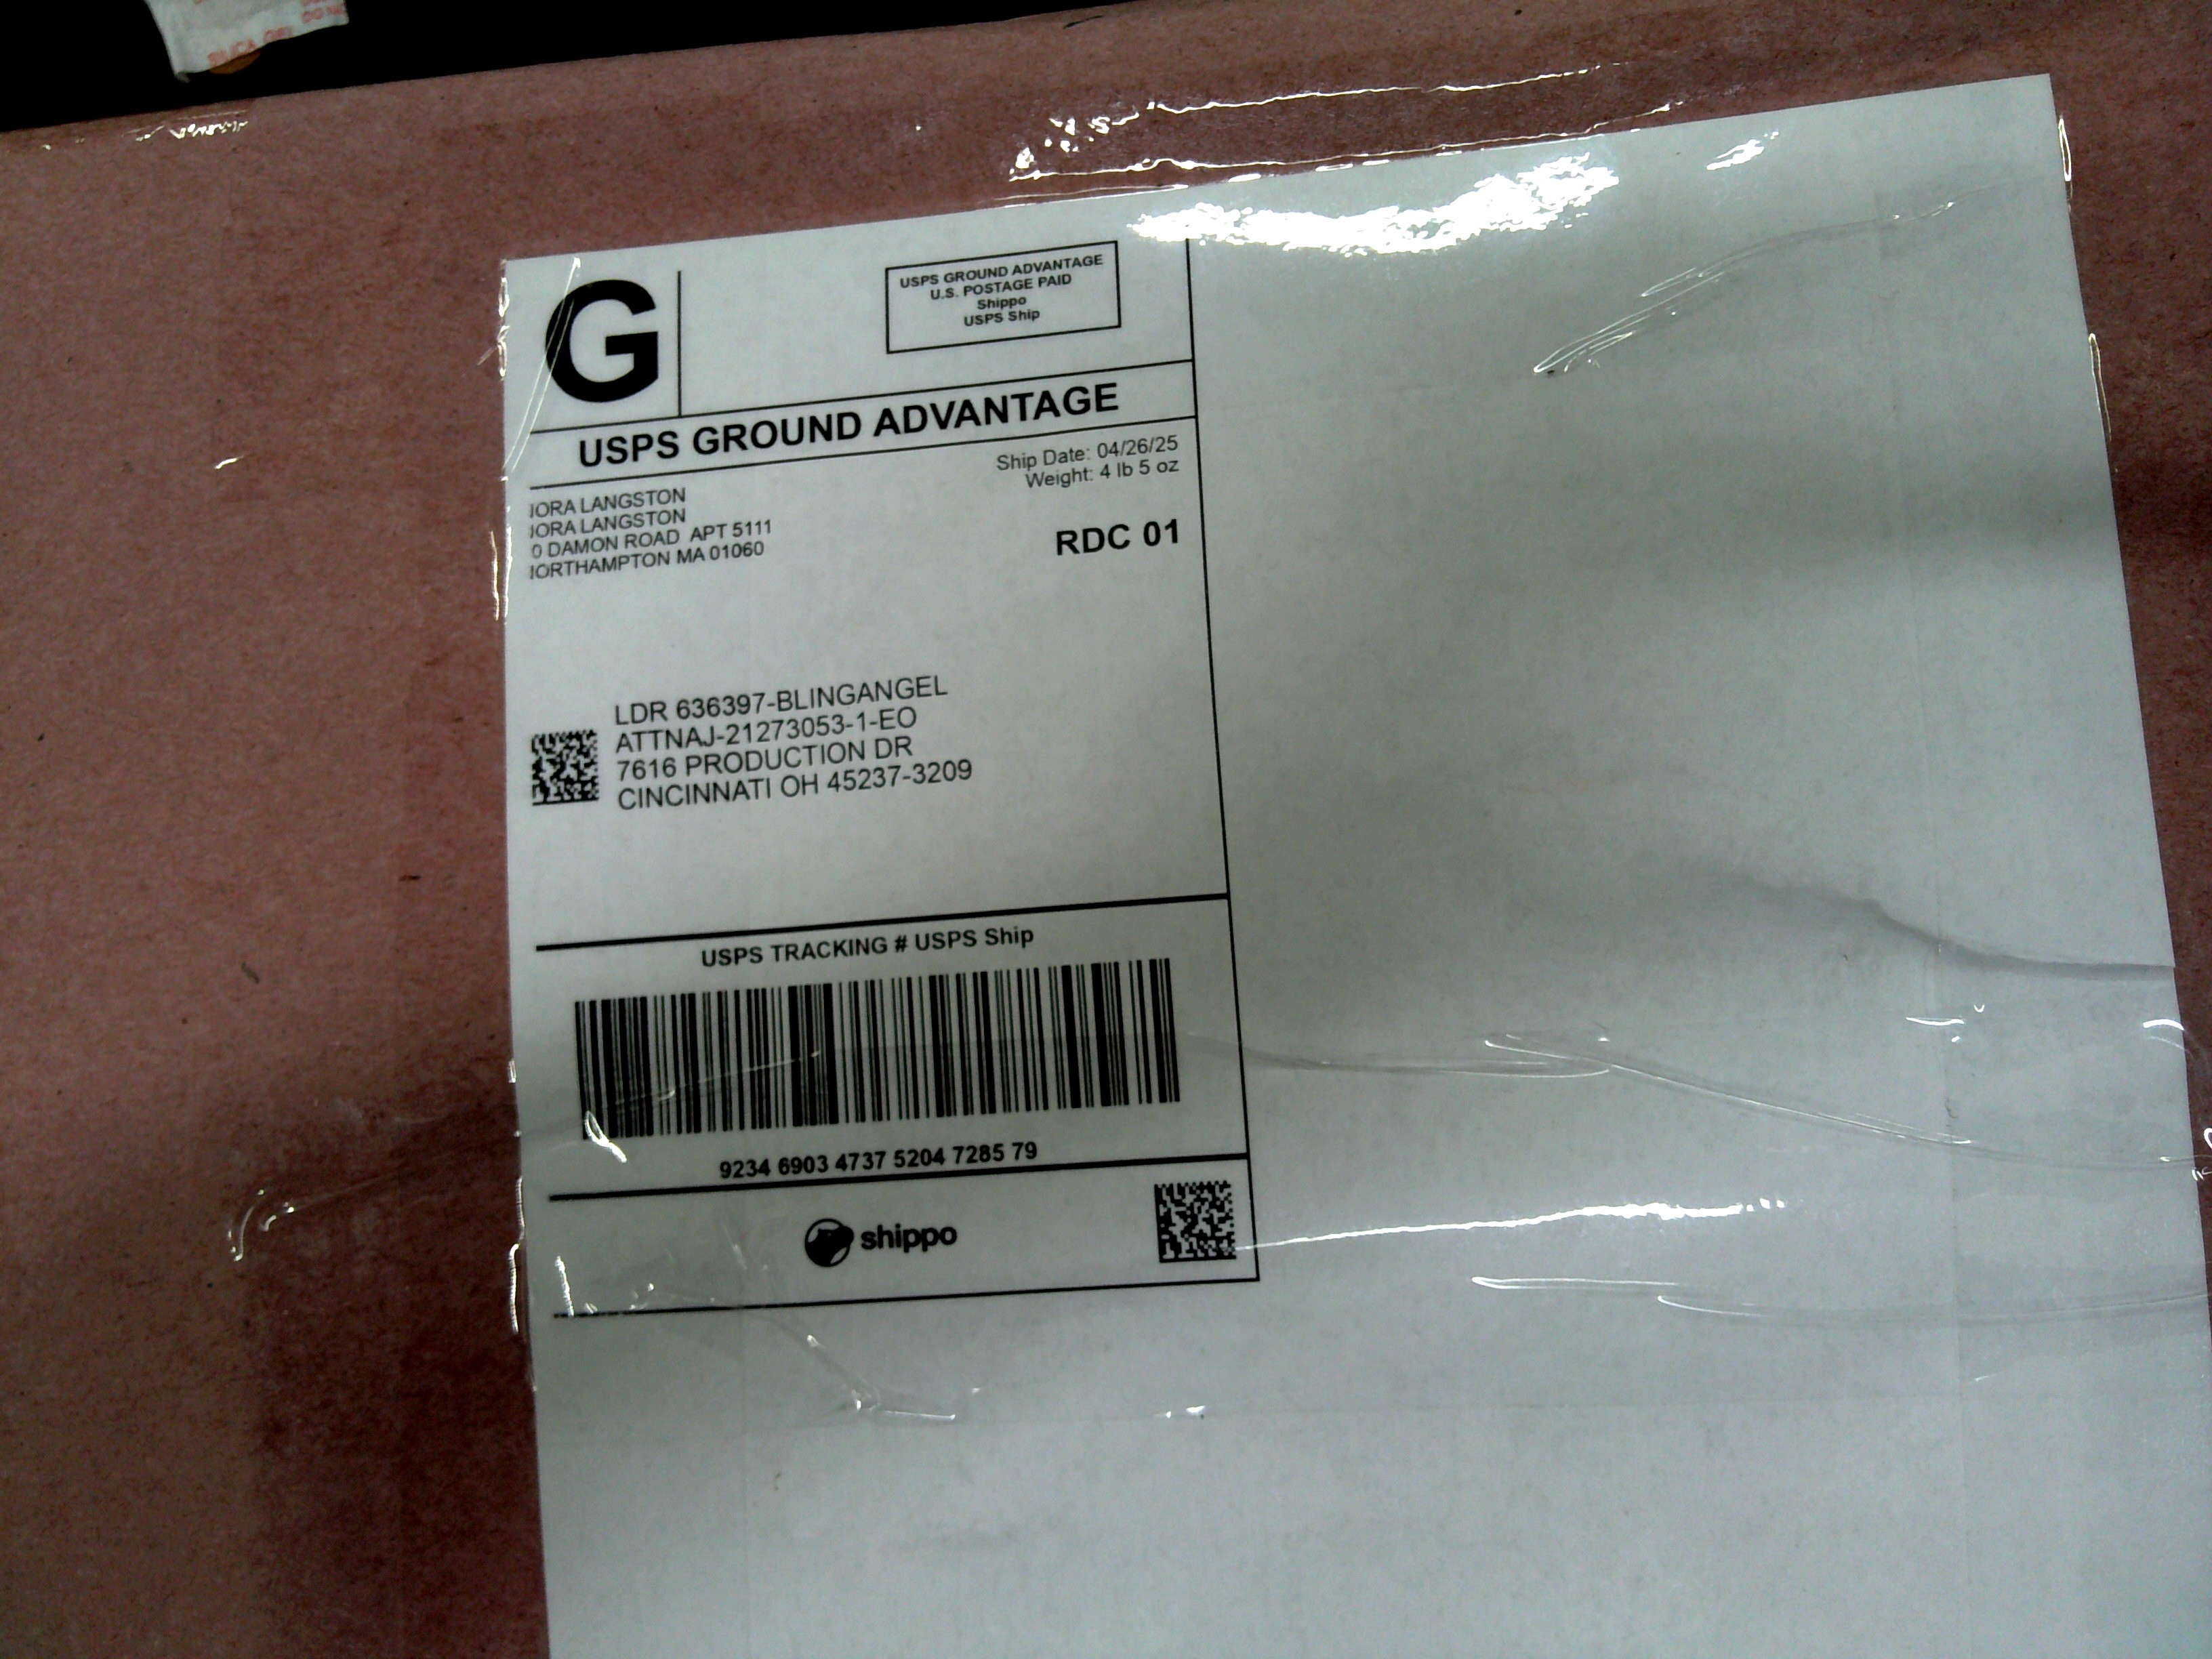 SILICA GEL
G
USPS GROUND ADVANTAGE
U.S. POSTAGE PAID
Shippo
USPS Ship
USPS GROUND ADVANTAGE
Ship Date: 04/26/25
Weight: 4 lb 5 oz
LANGSTON
LANGSTON
0 DAMON ROAD APT 5111
ORTHAMPTON MA 01060
RDC 01
LDR 636397-BLINGANGEL
ATTNAJ-21273053-1-EO
7616 PRODUCTION DR
CINCINNATI OH 45237-3209
USPS TRACKING # USPS Ship
9234 6903 4737 5204 7285 79
shippo